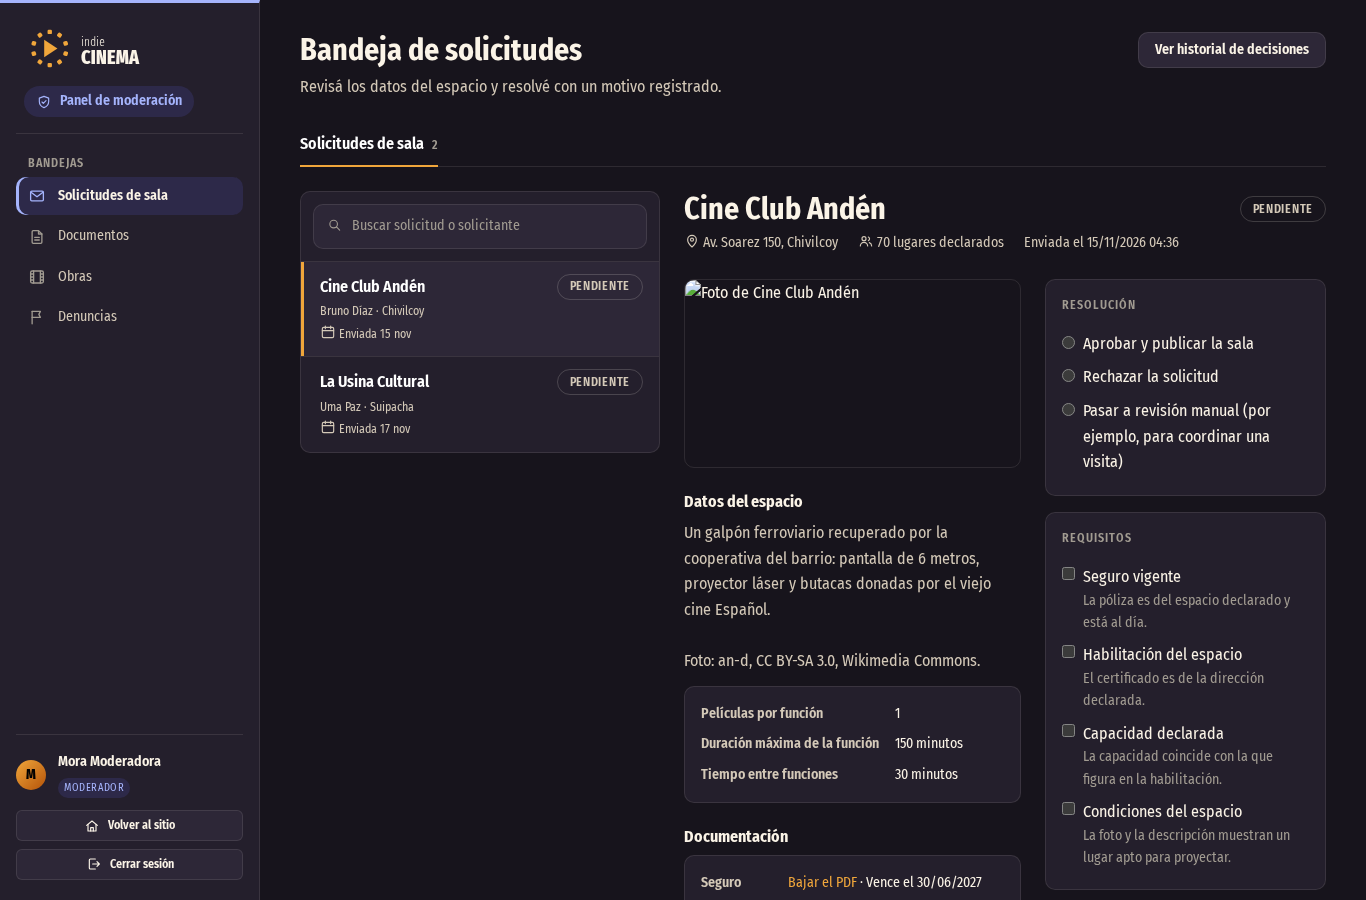 indie
CINEMA
Panel de moderación
BANDEJAS
Solicitudes de sala
Documentos
Obras
Denuncias
Mora Moderadora
M
MODERADOR
Volver al sitio
Cerrar sesión
Bandeja de solicitudes
Ver historial de decisiones
Revisá los datos del espacio y resolvé con un motivo registrado.
Solicitudes de sala 2
Buscar solicitud o solicitante
Cine Club Andén
PENDIENTE
Bruno Díaz · Chivilcoy
Enviada 15 nov
La Usina Cultural
PENDIENTE
Uma Paz · Suipacha
Enviada 17 nov
Cine Club Andén
PENDIENTE
Av. Soarez 150, Chivilcoy
70 lugares declarados
Enviada el 15/11/2026 04:36
Foto de Cine Club Andén
Datos del espacio
Un galpón ferroviario recuperado por la
cooperativa del barrio: pantalla de 6 metros,
proyector láser y butacas donadas por el viejo
cine Español.
Foto: an-d, CC BY-SA 3.0, Wikimedia Commons.
Películas por función 1
Duración máxima de la función 150 minutos
Tiempo entre funciones 30 minutos
Documentación
Seguro Bajar el PDF · Vence el 30/06/2027
RESOLUCIÓN
Aprobar y publicar la sala
Rechazar la solicitud
Pasar a revisión manual (por
ejemplo, para coordinar una
visita)
REQUISITOS
Seguro vigente
La póliza es del espacio declarado y
está al día.
Habilitación del espacio
El certificado es de la dirección
declarada.
Capacidad declarada
La capacidad coincide con la que
figura en la habilitación.
Condiciones del espacio
La foto y la descripción muestran un
lugar apto para proyectar.